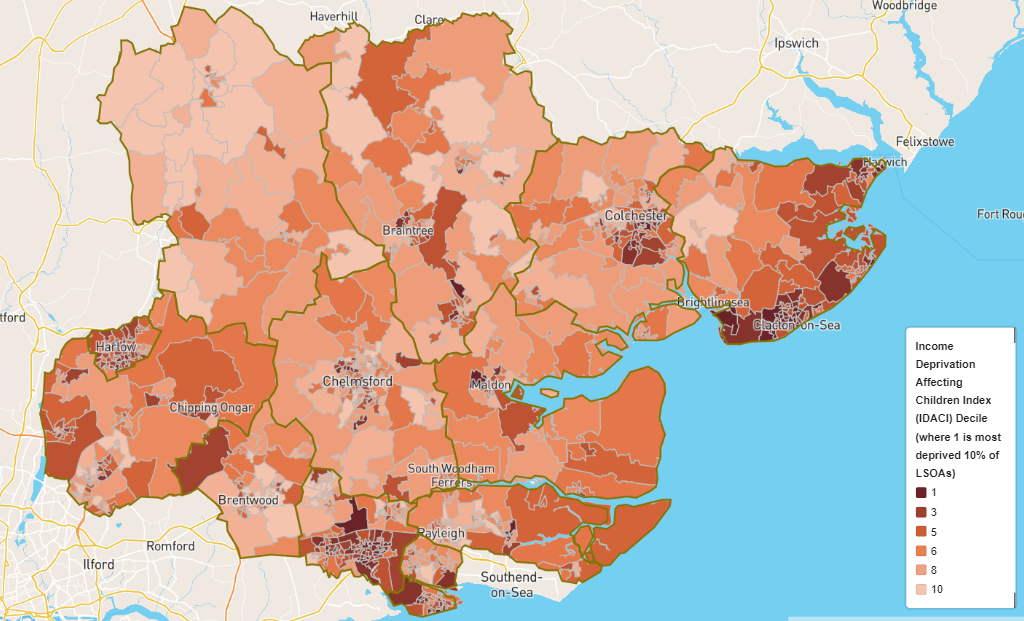 Woodbridge
Haverhill
Clare
Ipswich
Felixstowe
Harwich
Colchester
Fort Rou
Braintree
Brightlingsea
tford
Clacton-on-Sea
Harlow
Chelmsford
Maldon
Chipping Ongar
South Woodham
Ferrers
Brentwood
Rayleigh
Romford
Ilford
Southend-
on-Sea
Income
Deprivation
Affecting
Children Index
(IDACI) Decile
(where 1 is most
deprived 10% of
LSOAs)
1
3
5
6
8
10